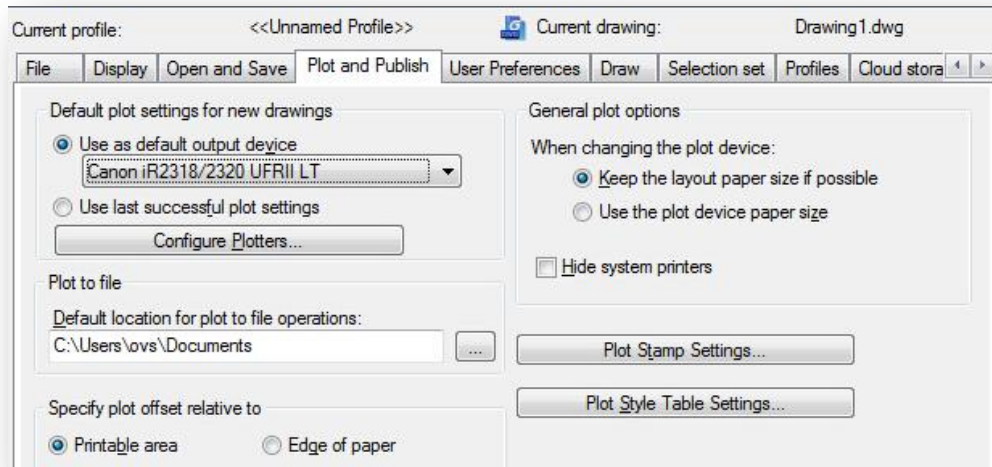 Current profile: <<Unnamed Profile>> Current drawing: Drawing1.dwg
File Display Open and Save Plot and Publish User Preferences Draw Selection set Profiles Cloud stora
Default plot settings for new drawings
Use as default output device
Canon iR2318/2320 UFRII LT
Use last successful plot settings
Configure Plotters...
Plot to file
Default location for plot to file operations:
C:\Users\ovs\Documents
...
Specify plot offset relative to
Printable area Edge of paper
General plot options
When changing the plot device:
Keep the layout paper size if possible
Use the plot device paper size
Hide system printers
Plot Stamp Settings...
Plot Style Table Settings...